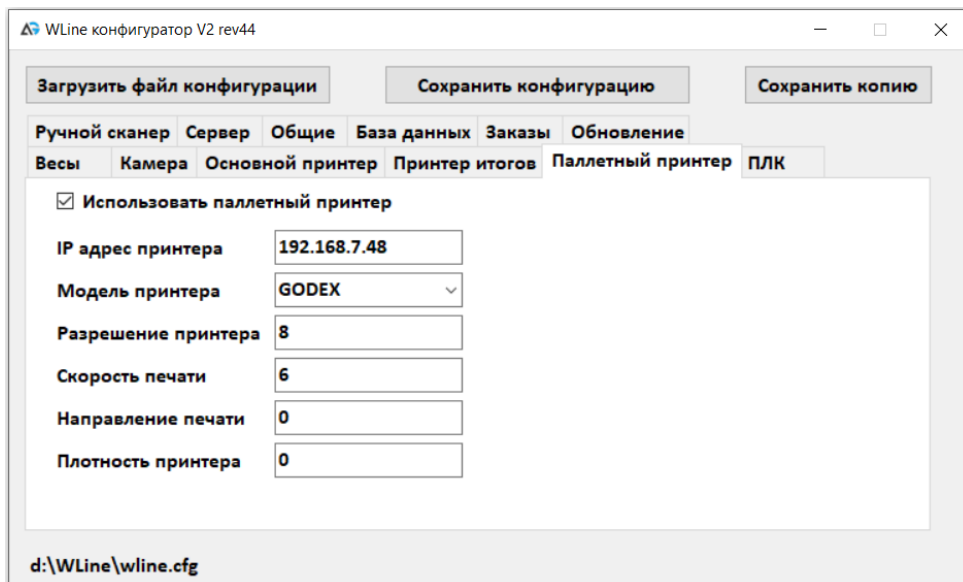 WLine конфигуратор V2 rev44
Загрузить файл конфигурации Сохранить конфигурацию Сохранить копию
Ручной сканер Сервер Общие База данных Заказы Обновление
Весы Камера Основной принтер Принтер итогов Паллетный принтер ПЛК
Использовать паллетный принтер
IP адрес принтера 192.168.7.48
Модель принтера GODEX
Разрешение принтера 8
Скорость печати 6
Направление печати 0
Плотность принтера 0
d:\WLine\wline.cfg